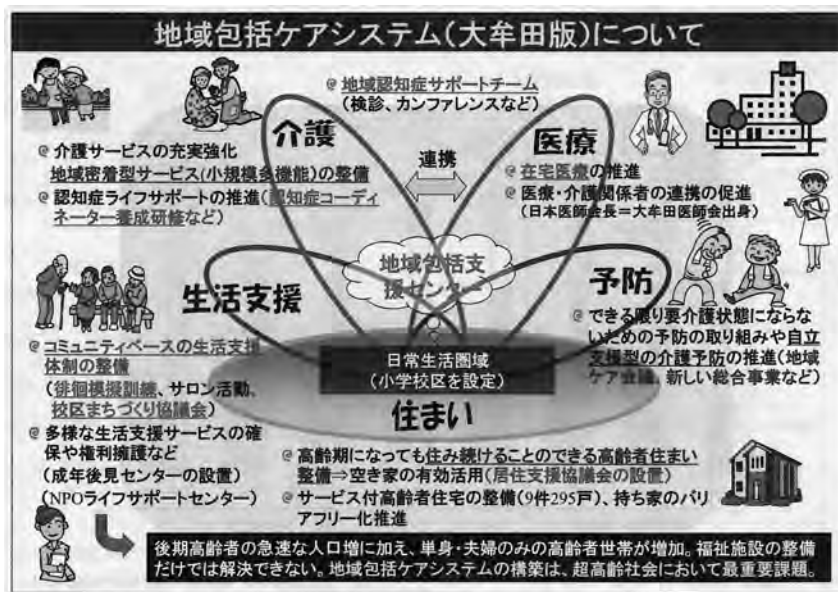 地域包括ケアシステム(大牟田版)について
@ 地域認知症サポートチーム
(検診、カンファレンスなど)
介護
医療
連携
@ 介護サービスの充実強化
地域密着型サービス(小規模多機能)の整備
@ 認知症ライフサポートの推進(認知症コーディ
ネーター養成研修など)
@ 在宅医療の推進
@ 医療・介護関係者の連携の促進
(日本医師会長=大牟田医師会出身)
地域包括支
援センター
生活支援
予防
@ コミュニティベースの生活支援
体制の整備
(徘徊模擬訓練、サロン活動、
校区まちづくり協議会)
@ 多様な生活支援サービスの確
保や権利擁護など
(成年後見センターの設置)
(NPOライフサポートセンター)
@ できる限り要介護状態にならな
いための予防の取り組みや自立
支援型の介護予防の推進(地域
ケア会議、新しい総合事業など)
日常生活圏域
(小学校区を設定)
住まい
@ 高齢期になっても住み続けることのできる高齢者住まい
整備⇒空き家の有効活用(居住支援協議会の設置)
@ サービス付高齢者住宅の整備(9件295戸)、持ち家のバリ
アフリー化推進
後期高齢者の急速な人口増に加え、単身・夫婦のみの高齢者世帯が増加。福祉施設の整備
だけでは解決できない。地域包括ケアシステムの構築は、超高齢社会において最重要課題。